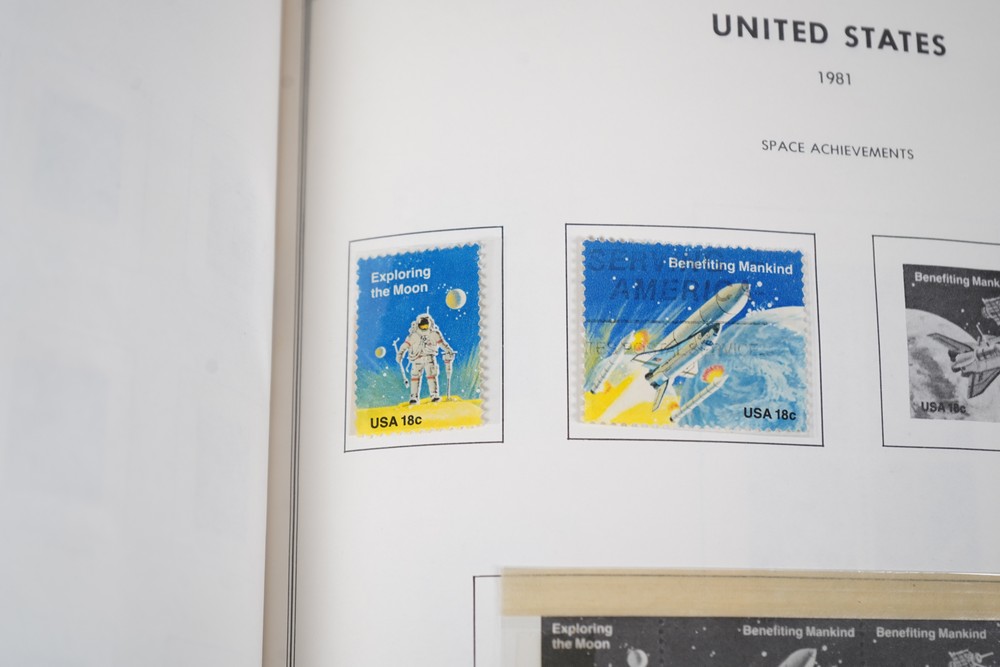 UNITED STATES
1981
SPACE ACHIEVEMENTS
Exploring
the Moon
USA 18c
Benefiting Mankind
AMERICA
USA 18c
Benefiting Mank
USA 18c
Exploring
the Moon
Benefiting Mankind
Benefiting Mankind